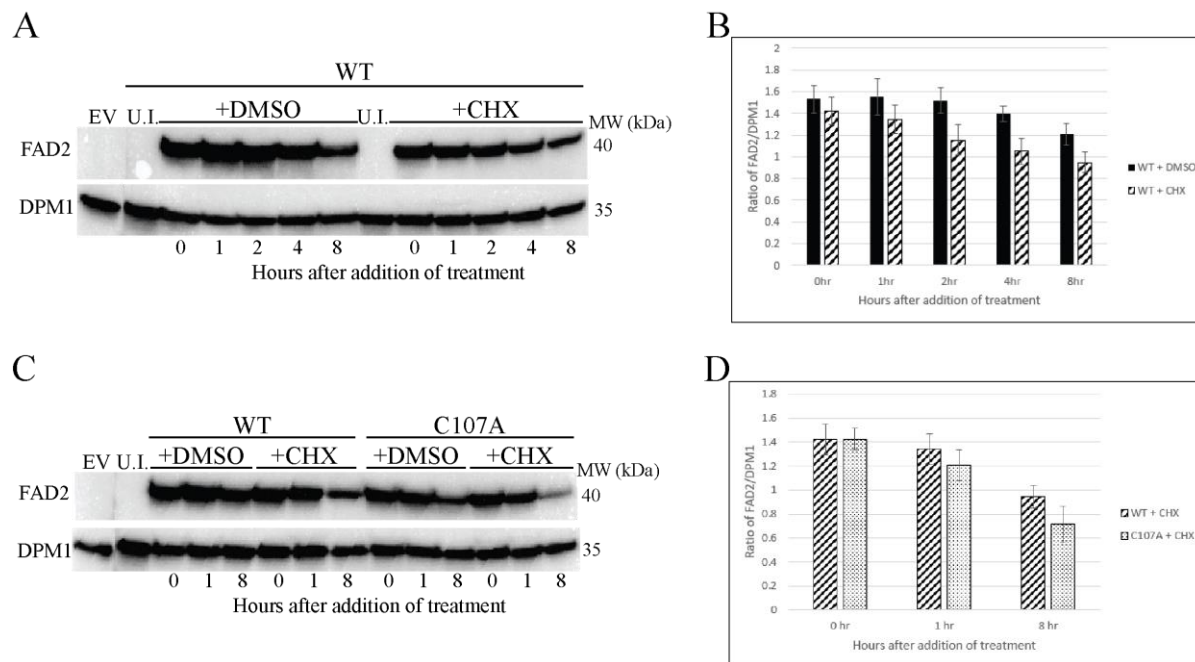 A
WT
EV U.I. +DMSO U.I. +CHX MW (kDa)
FAD2 40
DPM1 35
0 1 2 4 8 0 1 2 4 8
Hours after addition of treatment
B
2
1.8
1.6
1.4
1.2
1
0.8
0.6
0.4
0.2
0
Ratio of FAD2/DPM1
0hr 1hr 2hr 4hr 8hr
Hours after addition of treatment
WT + DMSO
WT + CHX
C
WT C107A
EV U.I. +DMSO +CHX +DMSO +CHX MW (kDa)
FAD2 40
DPM1 35
0 1 8 0 1 8 0 1 8 0 1 8
Hours after addition of treatment
D
1.8
1.6
1.4
1.2
1
0.8
0.6
0.4
0.2
0
Ratio of FAD2/DPM1
0 hr 1 hr 8 hr
Hours after addition of treatment
WT + CHX
C107A + CHX